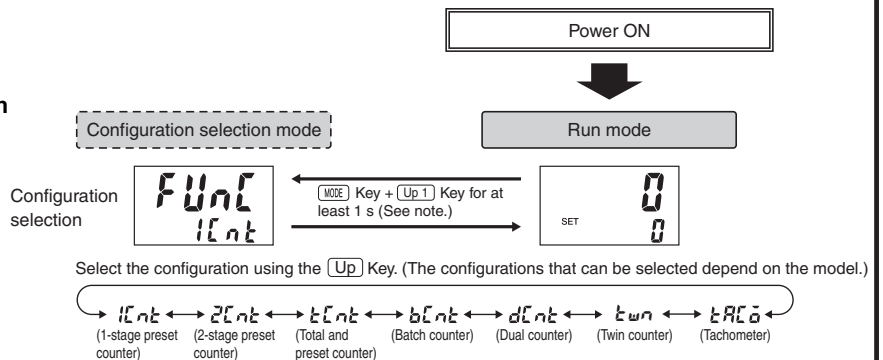 Power ON
n
Configuration selection mode
Run mode
Configuration
selection
FUnC
1Cnt
MODE Key + Up 1 Key for at
least 1 s (See note.)
0
SET
0
Select the configuration using the Up Key. (The configurations that can be selected depend on the model.)
1Cnt 2Cnt tCnt bCnt dCnt twn tACo
(1-stage preset
counter)
(2-stage preset
counter)
(Total and
preset counter)
(Batch counter)
(Dual counter)
(Twin counter)
(Tachometer)